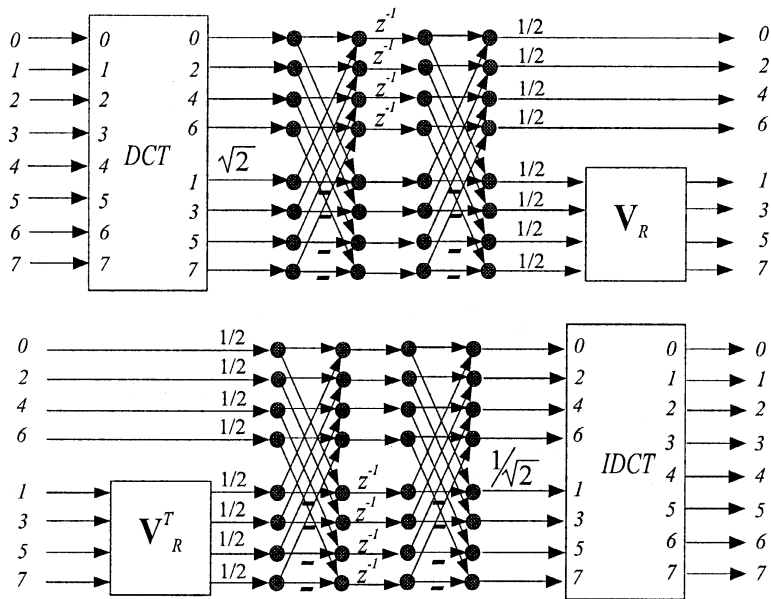 0 0 0 z⁻¹ 1/2 0
1 1 2 z⁻¹ 1/2 2
2 2 4 z⁻¹ 1/2 4
3 3 6 1/2 6
DCT
4 4 1 √2 1/2 1
5 5 3 1/2 V_R 3
6 6 5 - - 1/2 5
7 7 7 - - 1/2 7
- -
- -
0 1/2 0 0 0
2 1/2 2 1 1
4 1/2 4 2 2
6 1/2 6 3 3
IDCT
1 1/2 z⁻¹ 1/√2 1 4 4
3 V_R^T 1/2 z⁻¹ 3 5 5
5 1/2 z⁻¹ 5 6 6
7 1/2 z⁻¹ 7 7 7
- -
- -
- -
- -